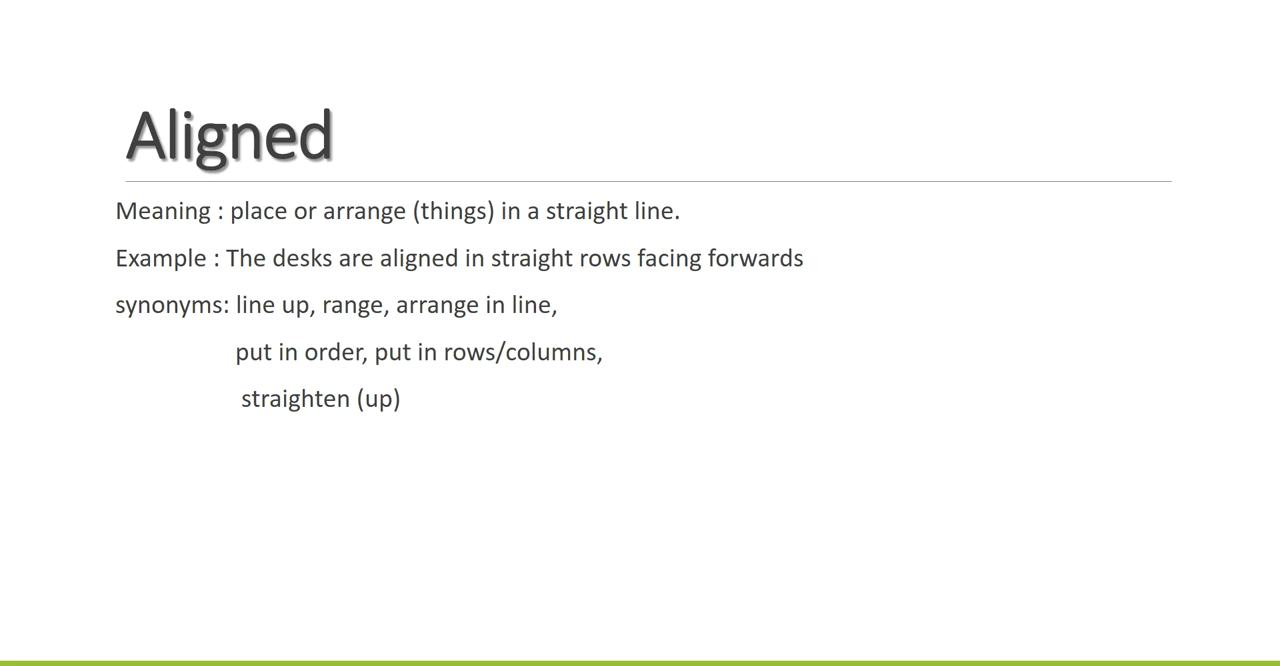 Aligned
Meaning : place or arrange (things) in a straight line.
Example : The desks are aligned in straight rows facing forwards
synonyms: line up, range, arrange in line,
put in order, put in rows/columns,
straighten (up)